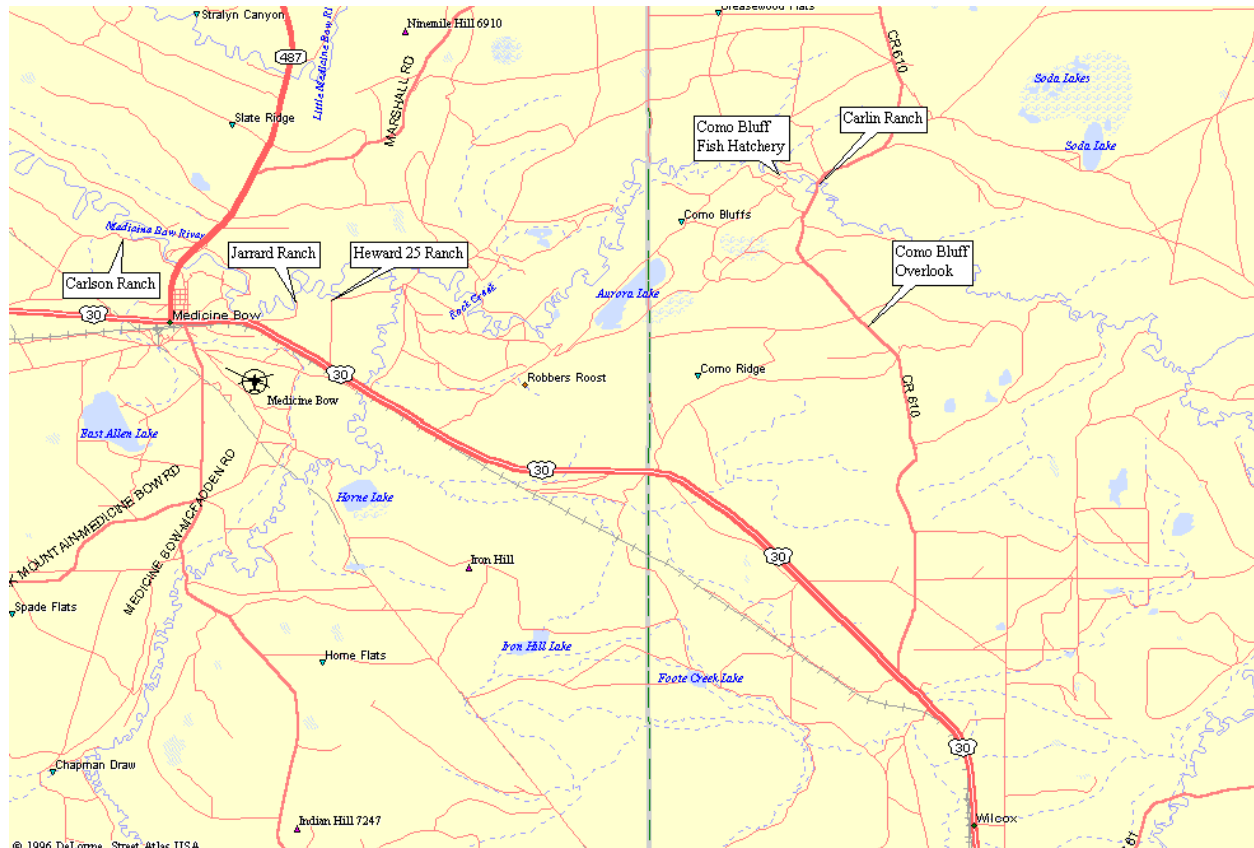 Stralyn Canyon
Ninemile Hill 6910
Greasewood Flats
487
Little Medicine Bow Ri
MARSHALL RD
CR 610
Soda Lakes
Slate Ridge
Como Bluff
Fish Hatchery
Carlin Ranch
Soda Lake
Medicine Bow River
Como Bluffs
Jarrard Ranch
Heward 25 Ranch
Como Bluff
Overlook
Carlson Ranch
Rock Creek
Aurora Lake
30
Medicine Bow
30
Robbers Roost
Como Ridge
Medicine Bow
CR 610
East Allen Lake
30
Horne Lake
K MOUNTAIN-MEDICINE BOW RD
MEDICINE BOW-MCFADDEN RD
30
Iron Hill
Spade Flats
Iron Hill Lake
Horne Flats
Foote Creek Lake
30
Chapman Draw
Indian Hill 7247
Wilcox
© 1996 DeLorme Street Atlas USA